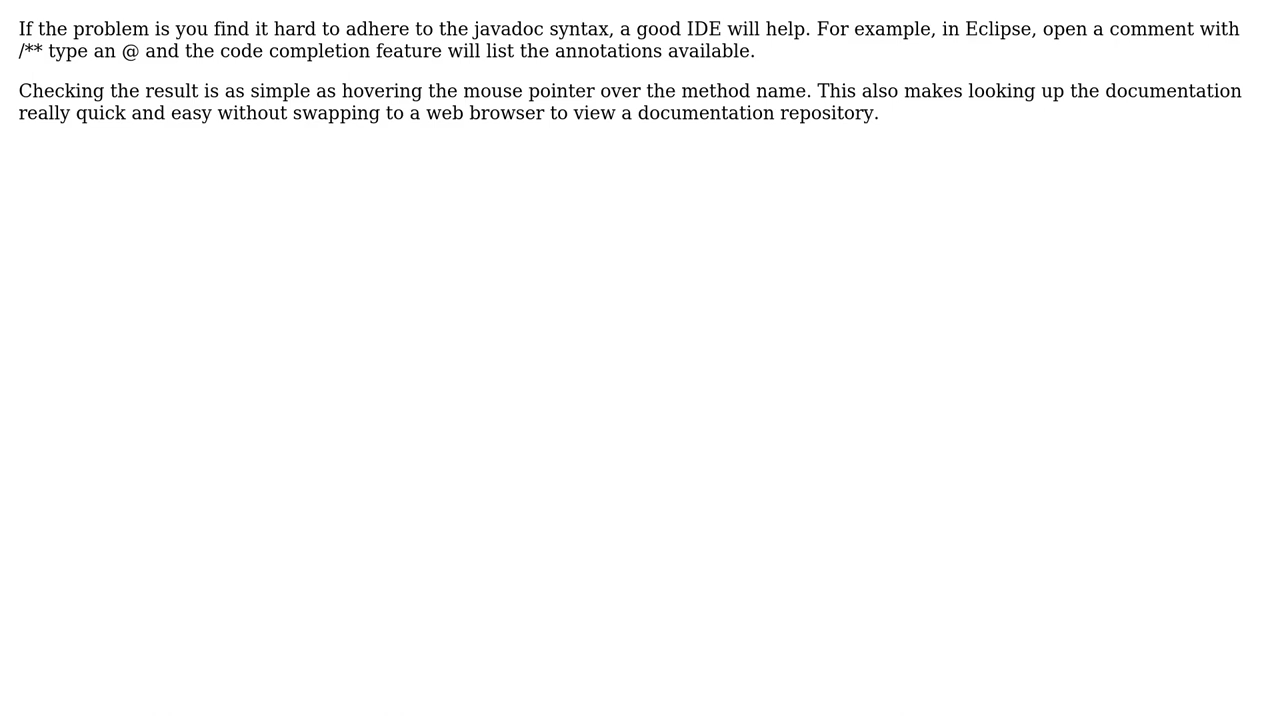 If the problem is you find it hard to adhere to the javadoc syntax, a good IDE will help. For example, in Eclipse, open a comment with
/** type an @ and the code completion feature will list the annotations available.
Checking the result is as simple as hovering the mouse pointer over the method name. This also makes looking up the documentation
really quick and easy without swapping to a web browser to view a documentation repository.